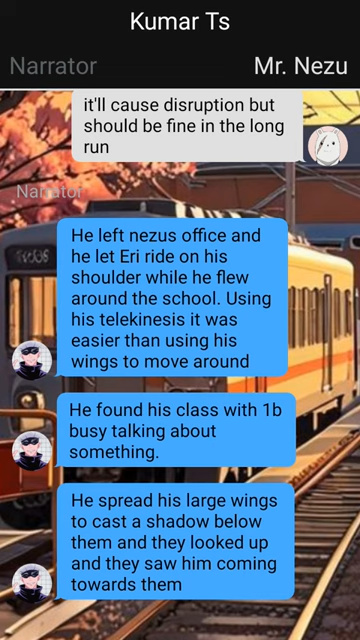 Kumar Ts
Narrator
Mr. Nezu
it'll cause disruption but
should be fine in the long
run
Narrator
He left nezus office and
he let Eri ride on his
shoulder while he flew
around the school. Using
his telekinesis it was
easier than using his
wings to move around
He found his class with 1b
busy talking about
something.
He spread his large wings
to cast a shadow below
them and they looked up
and they saw him coming
towards them